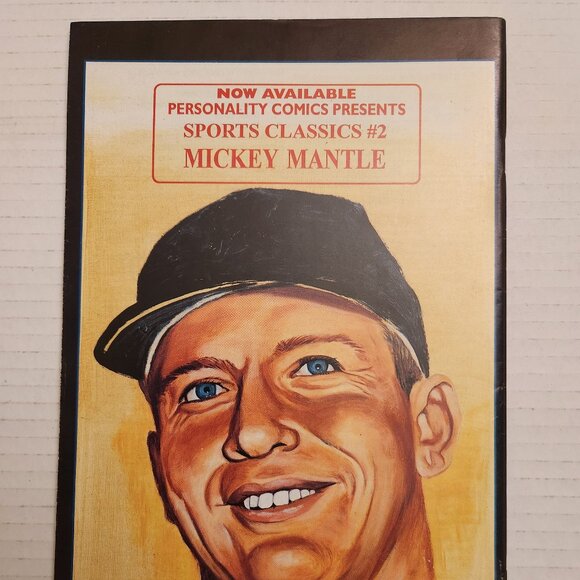 NOW AVAILABLE
PERSONALITY COMICS PRESENTS
SPORTS CLASSICS #2
MICKEY MANTLE